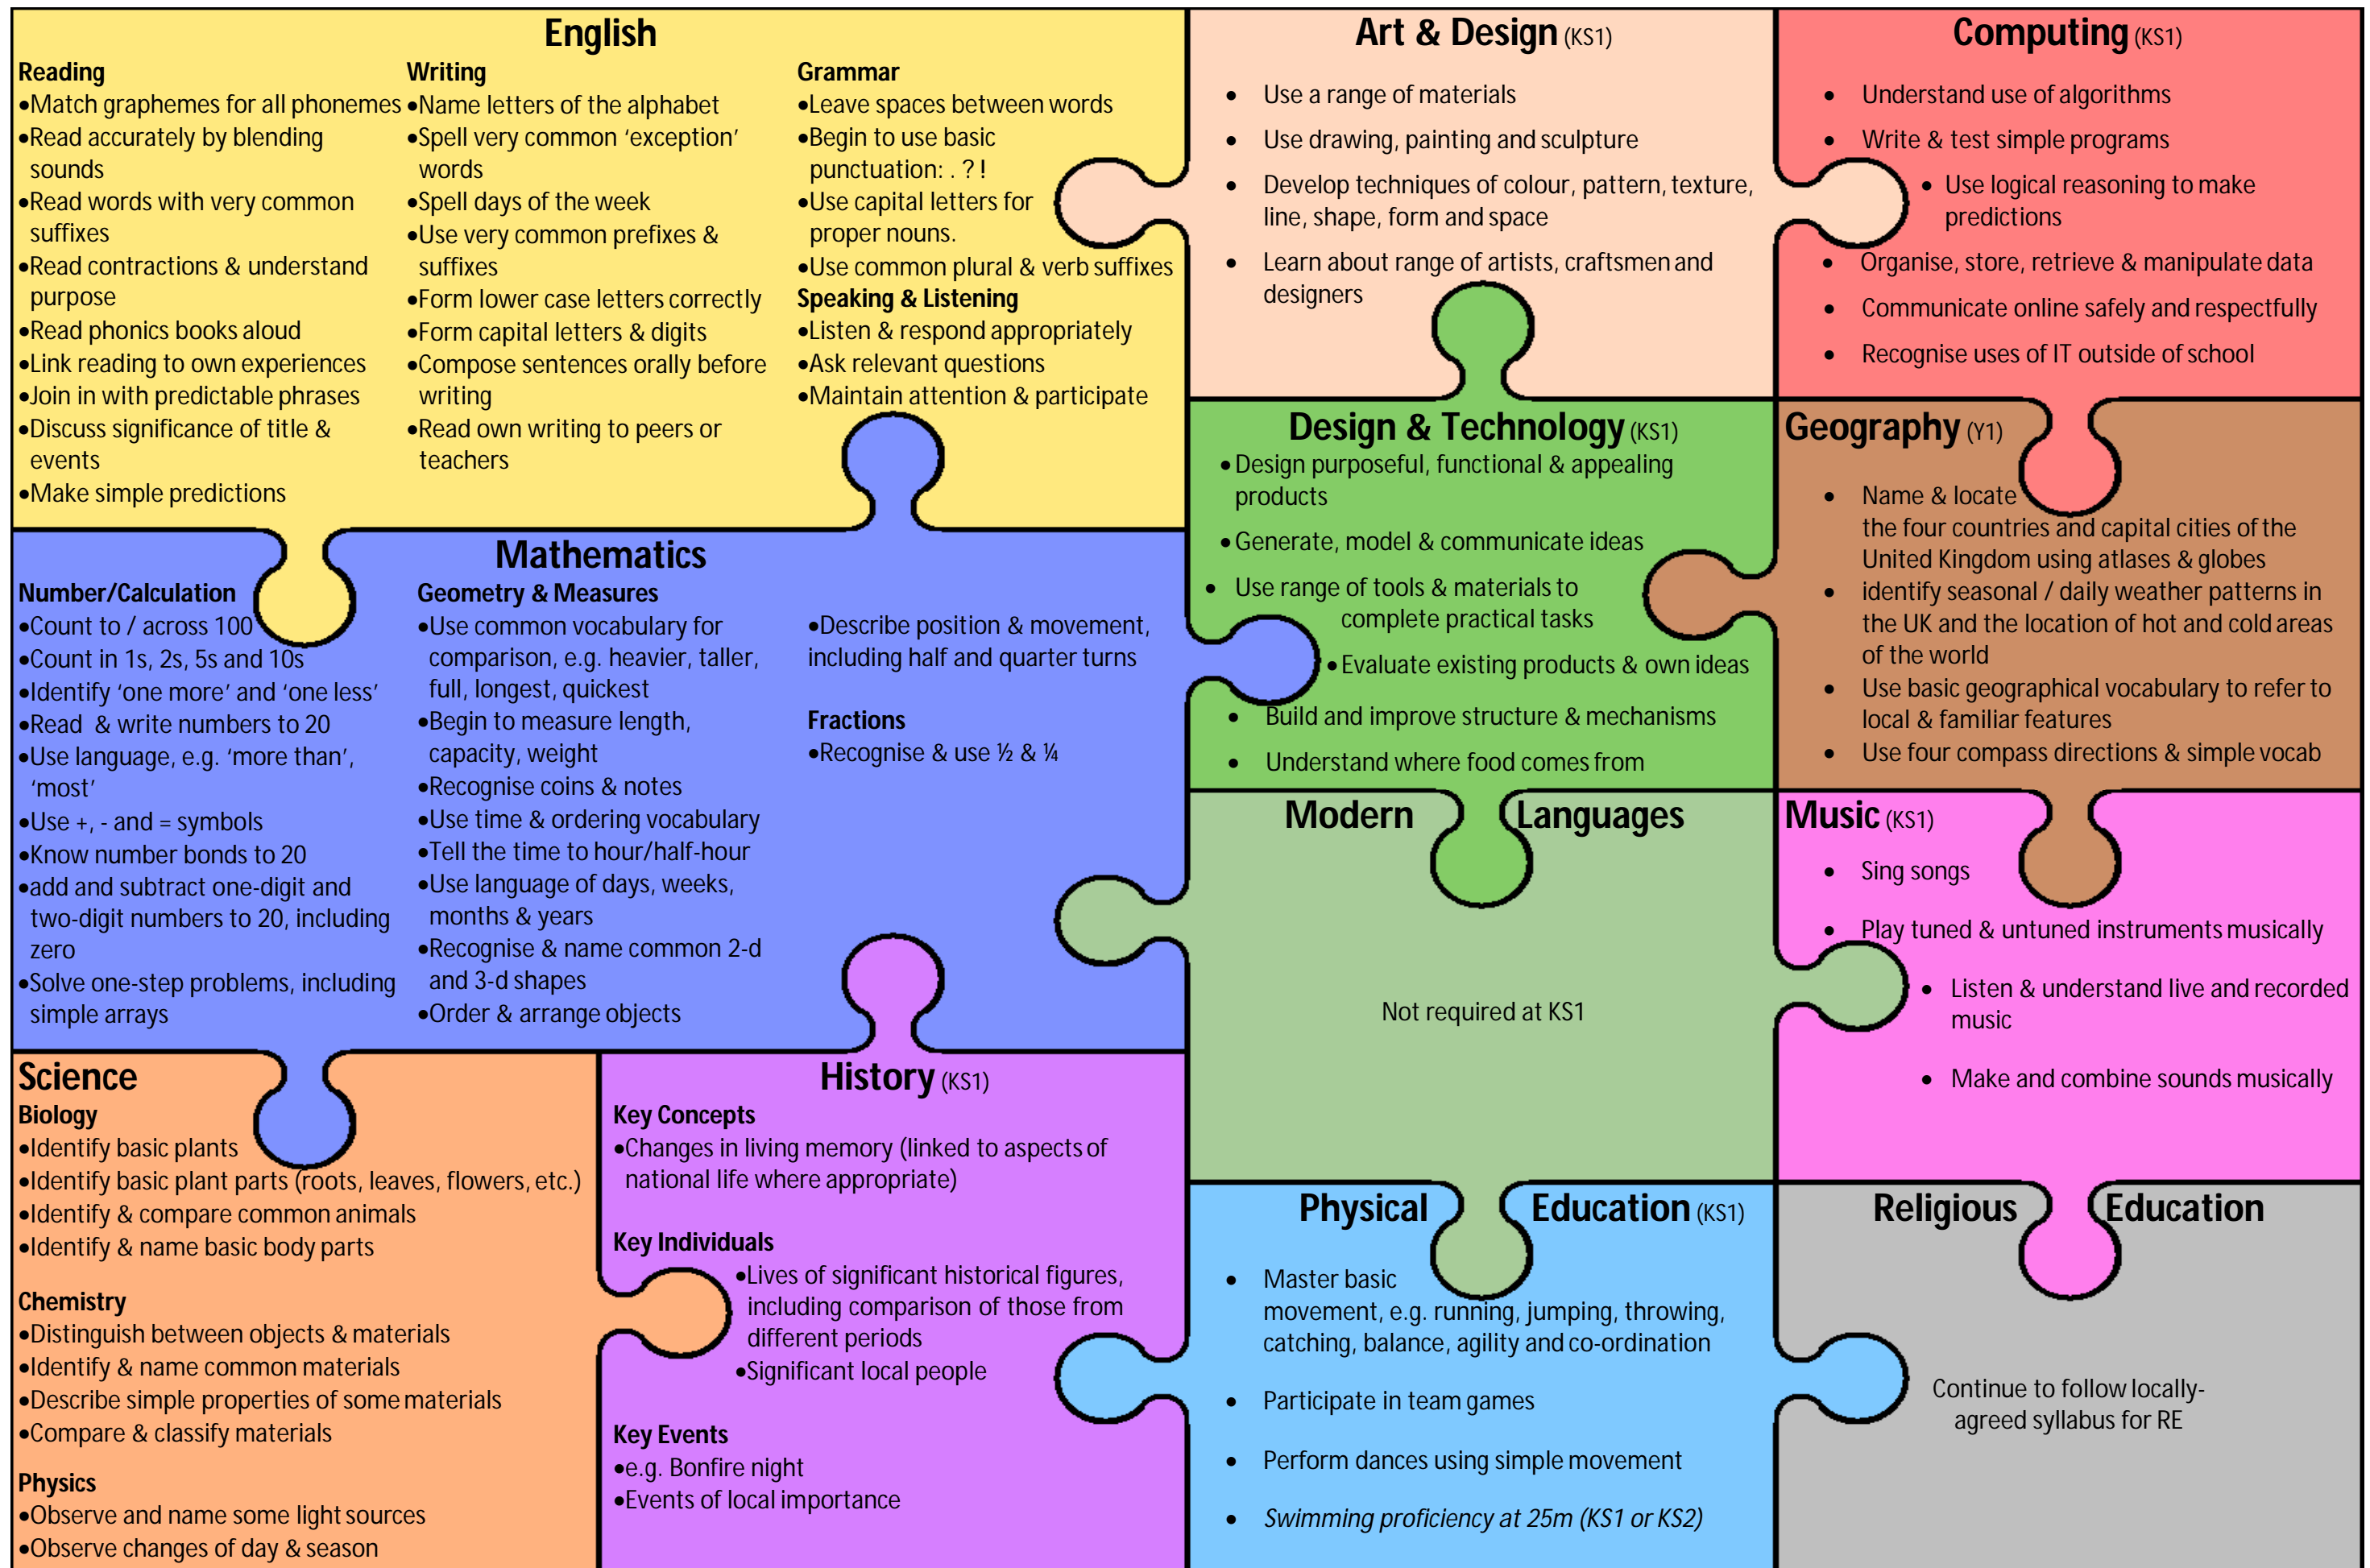 English
Reading
•Match graphemes for all phonemes
•Read accurately by blending
sounds
•Read words with very common
suffixes
•Read contractions & understand
purpose
•Read phonics books aloud
•Link reading to own experiences
•Join in with predictable phrases
•Discuss significance of title &
events
•Make simple predictions
Writing
•Name letters of the alphabet
•Spell very common ‘exception’
words
•Spell days of the week
•Use very common prefixes &
suffixes
•Form lower case letters correctly
•Form capital letters & digits
•Compose sentences orally before
writing
•Read own writing to peers or
teachers
Grammar
•Leave spaces between words
•Begin to use basic
punctuation: . ? !
•Use capital letters for
proper nouns.
•Use common plural & verb suffixes
Speaking & Listening
•Listen & respond appropriately
•Ask relevant questions
•Maintain attention & participate
Art & Design (KS1)
• Use a range of materials
• Use drawing, painting and sculpture
• Develop techniques of colour, pattern, texture,
line, shape, form and space
• Learn about range of artists, craftsmen and
designers
Computing (KS1)
• Understand use of algorithms
• Write & test simple programs
• Use logical reasoning to make
predictions
• Organise, store, retrieve & manipulate data
• Communicate online safely and respectfully
• Recognise uses of IT outside of school
Mathematics
Number/Calculation
•Count to / across 100
•Count in 1s, 2s, 5s and 10s
•Identify ‘one more’ and ‘one less’
•Read & write numbers to 20
•Use language, e.g. ‘more than’,
‘most’
•Use +, - and = symbols
•Know number bonds to 20
•add and subtract one-digit and
two-digit numbers to 20, including
zero
•Solve one-step problems, including
simple arrays
Geometry & Measures
•Use common vocabulary for
comparison, e.g. heavier, taller,
full, longest, quickest
•Begin to measure length,
capacity, weight
•Recognise coins & notes
•Use time & ordering vocabulary
•Tell the time to hour/half-hour
•Use language of days, weeks,
months & years
•Recognise & name common 2-d
and 3-d shapes
•Order & arrange objects
•Describe position & movement,
including half and quarter turns
Fractions
•Recognise & use ½ & ¼
Design & Technology (KS1)
• Design purposeful, functional & appealing
products
• Generate, model & communicate ideas
• Use range of tools & materials to
complete practical tasks
• Evaluate existing products & own ideas
• Build and improve structure & mechanisms
• Understand where food comes from
Geography (Y1)
• Name & locate
the four countries and capital cities of the
United Kingdom using atlases & globes
• identify seasonal / daily weather patterns in
the UK and the location of hot and cold areas
of the world
• Use basic geographical vocabulary to refer to
local & familiar features
• Use four compass directions & simple vocab
Modern Languages
Not required at KS1
Music (KS1)
• Sing songs
• Play tuned & untuned instruments musically
• Listen & understand live and recorded
music
• Make and combine sounds musically
Science
Biology
•Identify basic plants
•Identify basic plant parts (roots, leaves, flowers, etc.)
•Identify & compare common animals
•Identify & name basic body parts
Chemistry
•Distinguish between objects & materials
•Identify & name common materials
•Describe simple properties of some materials
•Compare & classify materials
Physics
•Observe and name some light sources
•Observe changes of day & season
History (KS1)
Key Concepts
•Changes in living memory (linked to aspects of
national life where appropriate)
Key Individuals
•Lives of significant historical figures,
including comparison of those from
different periods
•Significant local people
Key Events
•e.g. Bonfire night
•Events of local importance
Physical Education (KS1)
• Master basic
movement, e.g. running, jumping, throwing,
catching, balance, agility and co-ordination
• Participate in team games
• Perform dances using simple movement
• Swimming proficiency at 25m (KS1 or KS2)
Religious Education
Continue to follow locally-
agreed syllabus for RE